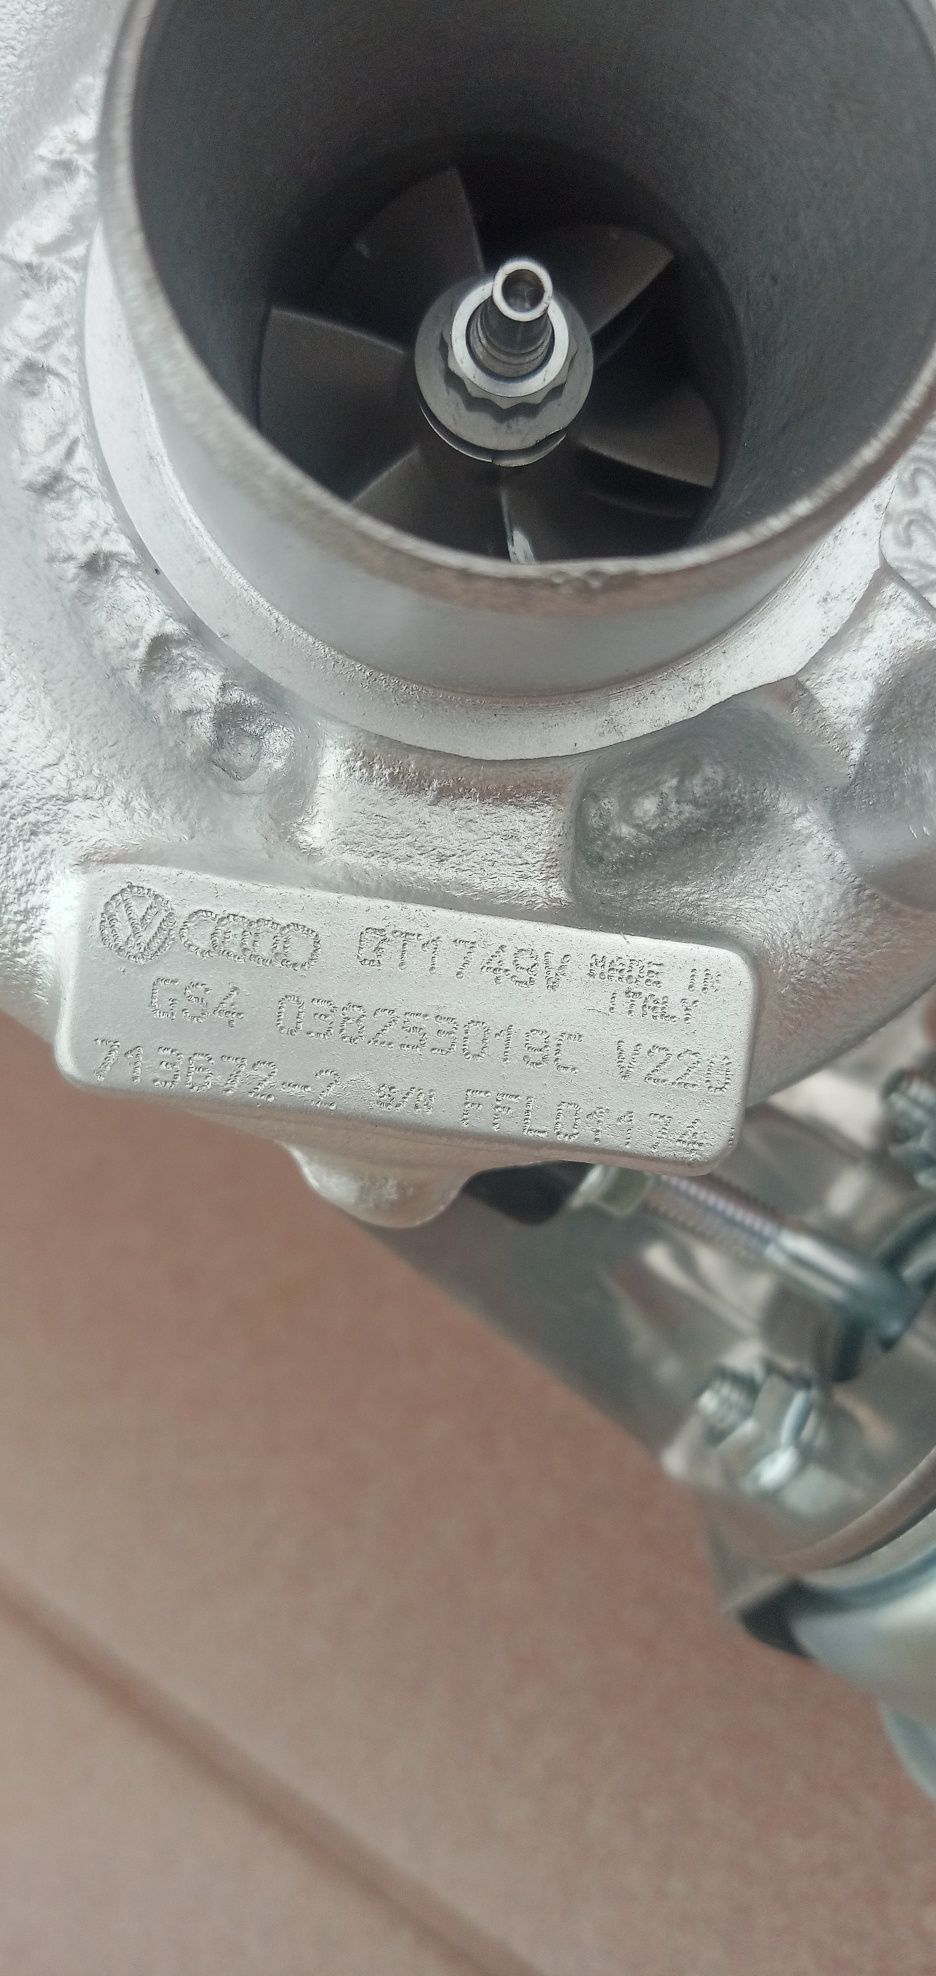 GT1749V MADE IN ITALY
GS4 038253019C V220
713672-2 S/N FFL01174